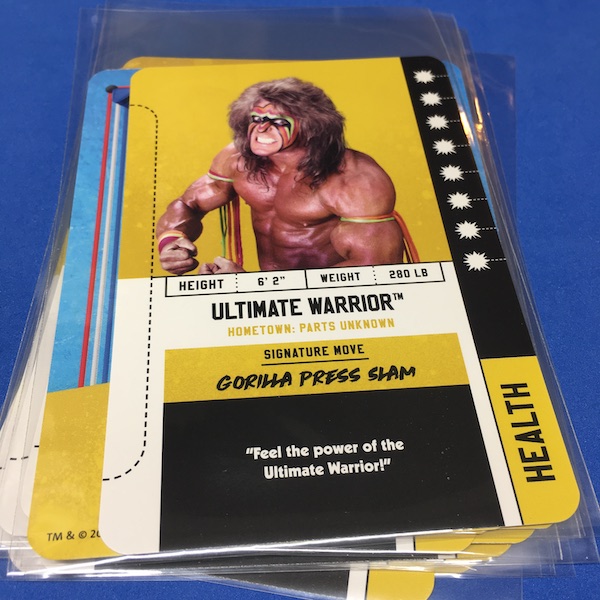 HEIGHT 6' 2" WEIGHT 280 LB
ULTIMATE WARRIOR™
HOMETOWN: PARTS UNKNOWN
SIGNATURE MOVE
GORILLA PRESS SLAM
"Feel the power of the
Ultimate Warrior!"
HEALTH
TM & © 20